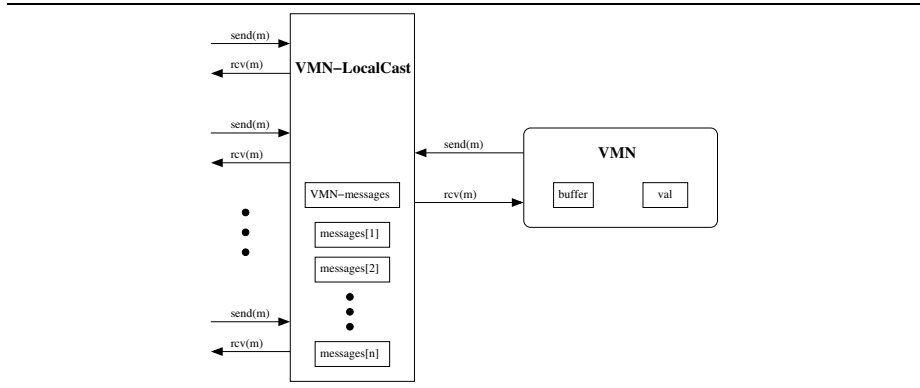 send(m)
rcv(m)
VMN−LocalCast
send(m)
rcv(m)
send(m)
VMN
VMN−messages
rcv(m)
buffer
val
messages[1]
messages[2]
send(m)
rcv(m)
messages[n]